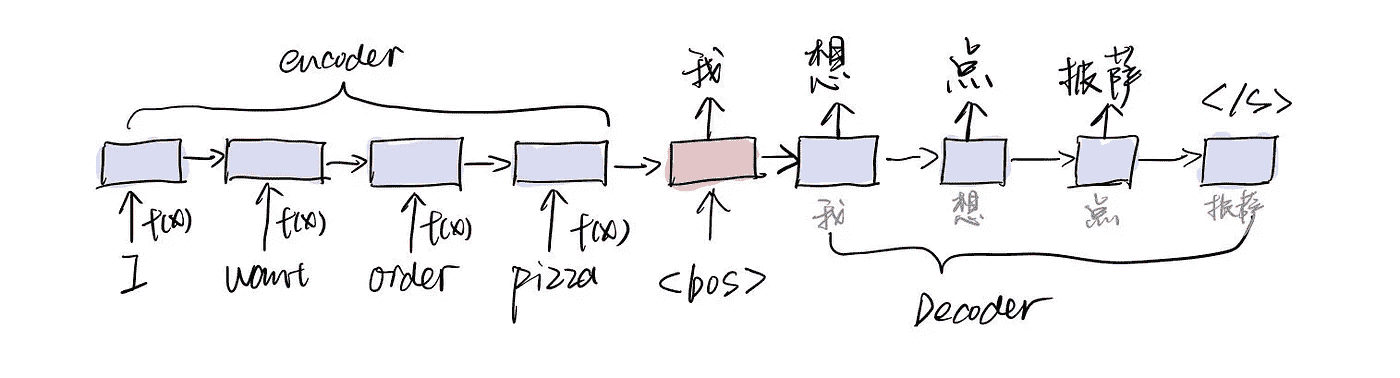 encoder
我 想 点 披萨 </s>
f(x) f(x) f(x) f(x) 我 想 点 披萨
I want order pizza <bos>
Decoder